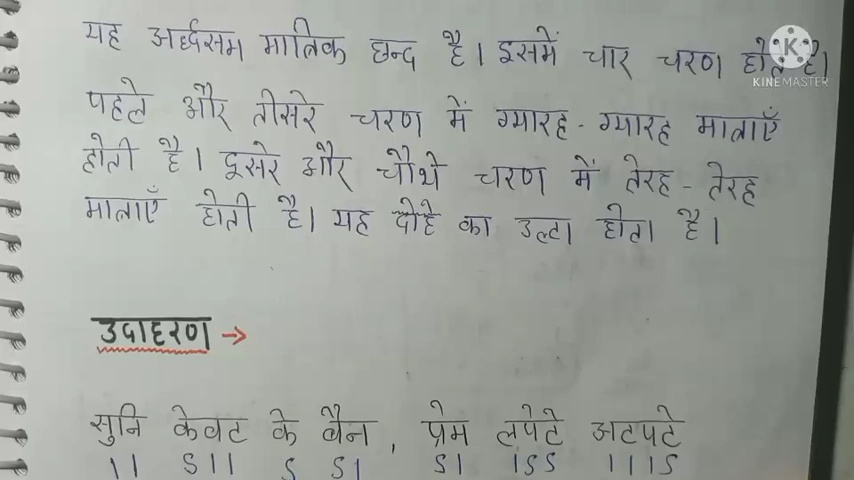 यह अर्द्धसम मात्रिक छन्द है। इसमें चार चरण होते है।
KINEMASTER
पहले और तीसरे चरण में ग्यारह - ग्यारह मात्राएँ
होती है। दूसरे और चौथे चरण में तेरह - तेरह
मात्राएँ होती है। यह दोहे का उल्टा होता है।
उदाहरण →
सुनि केवट के बैन , प्रेम लपेटे अटपटे
।। ऽ।। ऽ ऽ। ऽ। ।ऽऽ ।।।ऽ